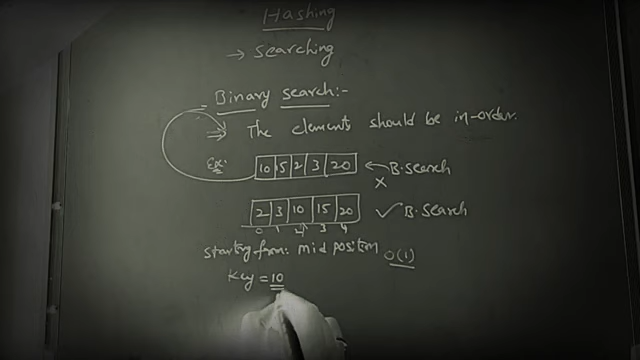 Hashing
→ Searching
Binary search:-
⇒ The elements should be in-order.
Ex: 10 15 2 3 20 ← B.search
×
2 3 10 15 20 ✓ B.search
0 1 2 3 4
Starting from: mid position O(1)
Key = 10